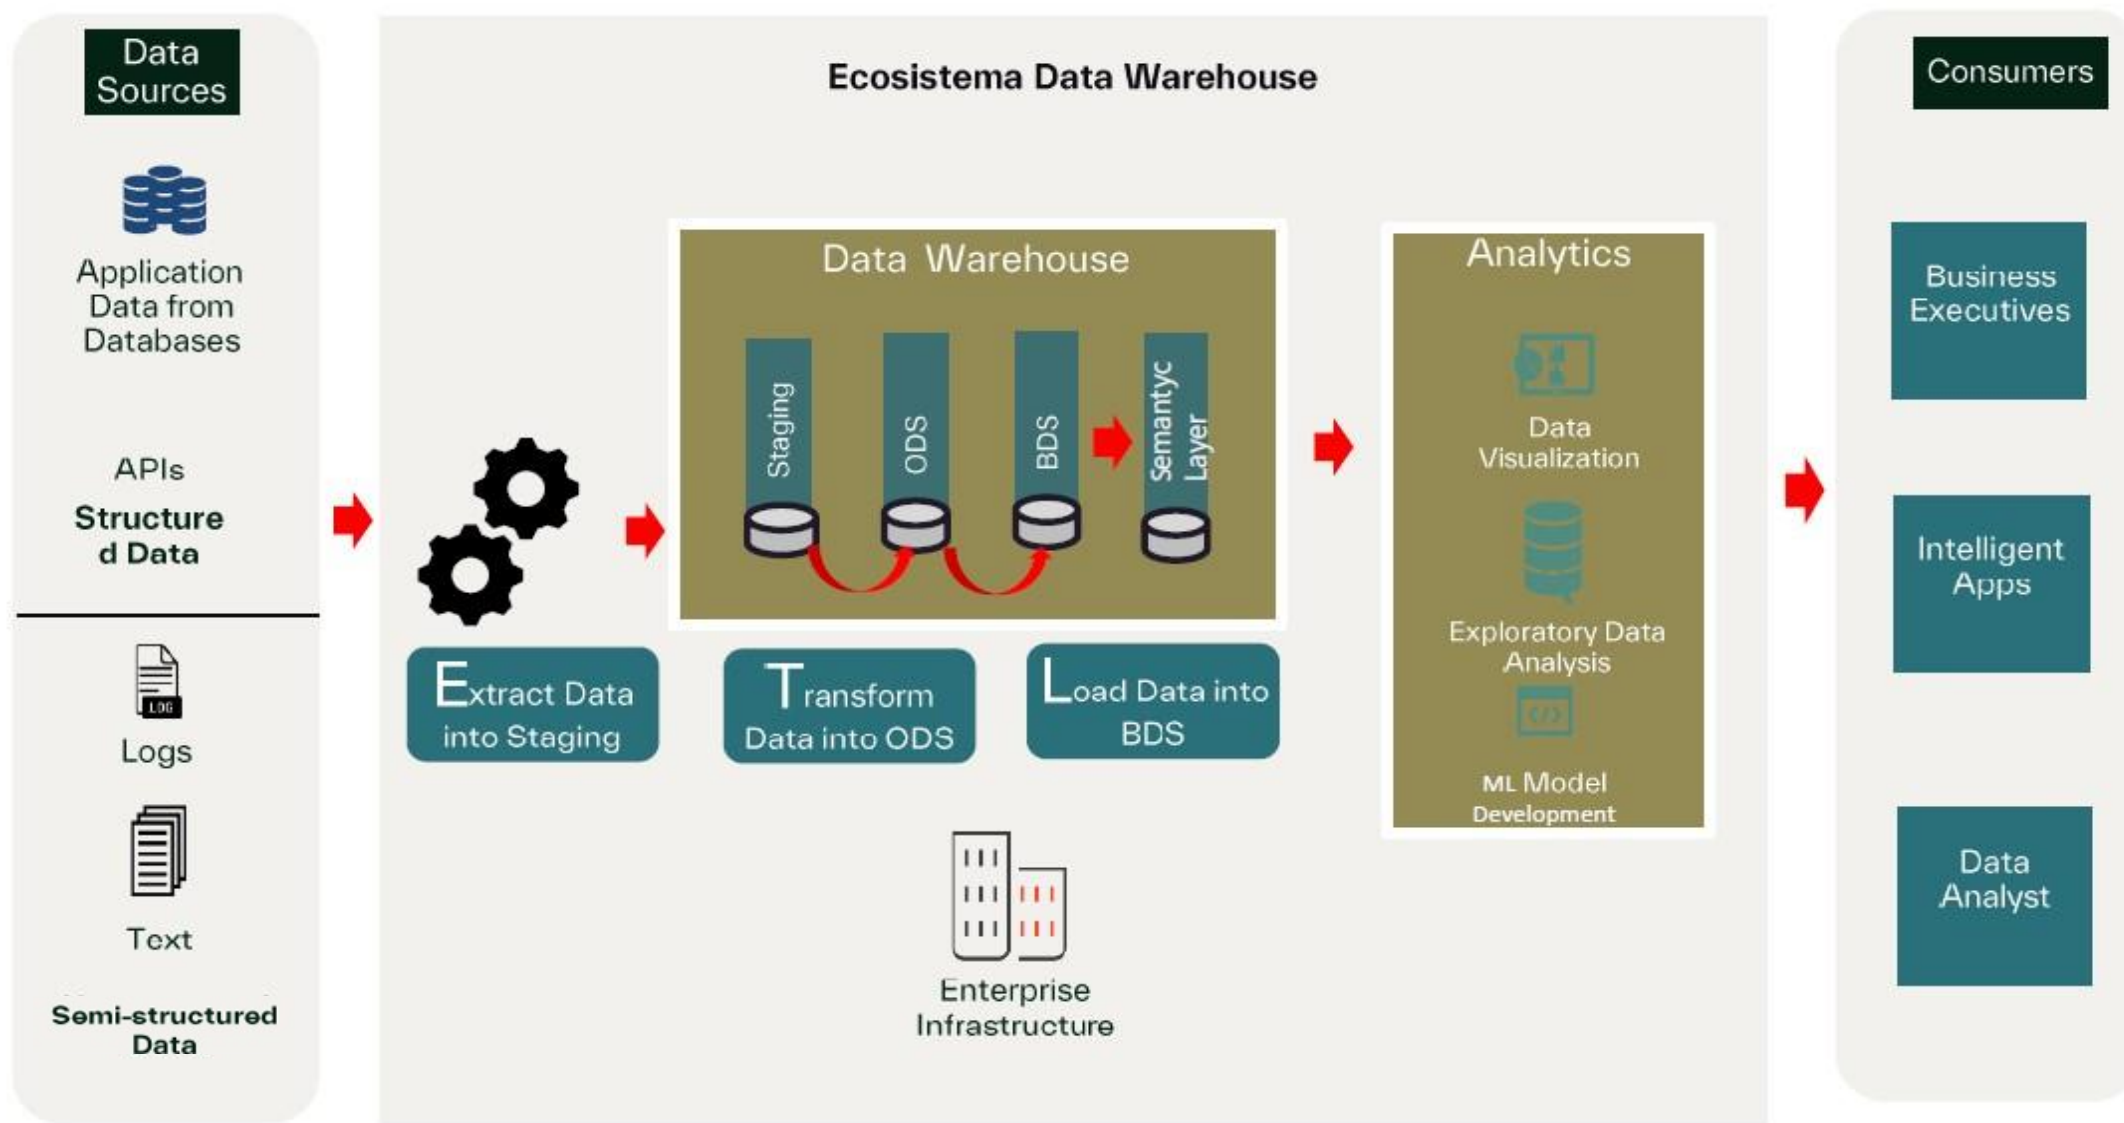 Data
Sources
Application
Data from
Databases
APIs
Structure
d Data
LOG
Logs
Text
Semi-structured
Data
Ecosistema Data Warehouse
Data Warehouse
Staging
ODS
BDS
Semantyc
Layer
Extract Data
into Staging
Transform
Data into ODS
Load Data into
BDS
Enterprise
Infrastructure
Analytics
Data
Visualization
Exploratory Data
Analysis
</>
ML Model
Development
Consumers
Business
Executives
Intelligent
Apps
Data
Analyst